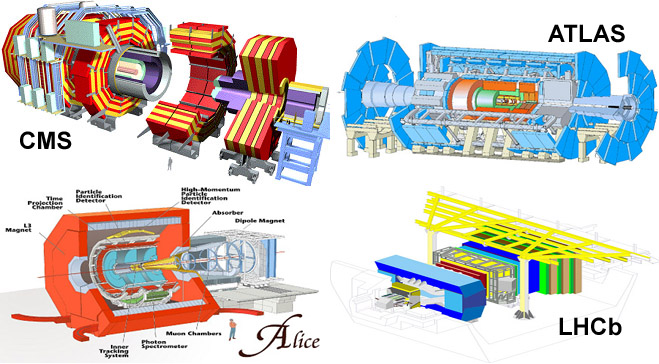 ATLAS
CMS
Particle Identification
Detector
High-Momentum
Particle
Identification
Detector
Time
Projection
Chamber
L3
Magnet
Absorber
Dipole Magnet
Muon Chambers
Photon
Spectrometer
Inner
Tracking
System
Alice
LHCb